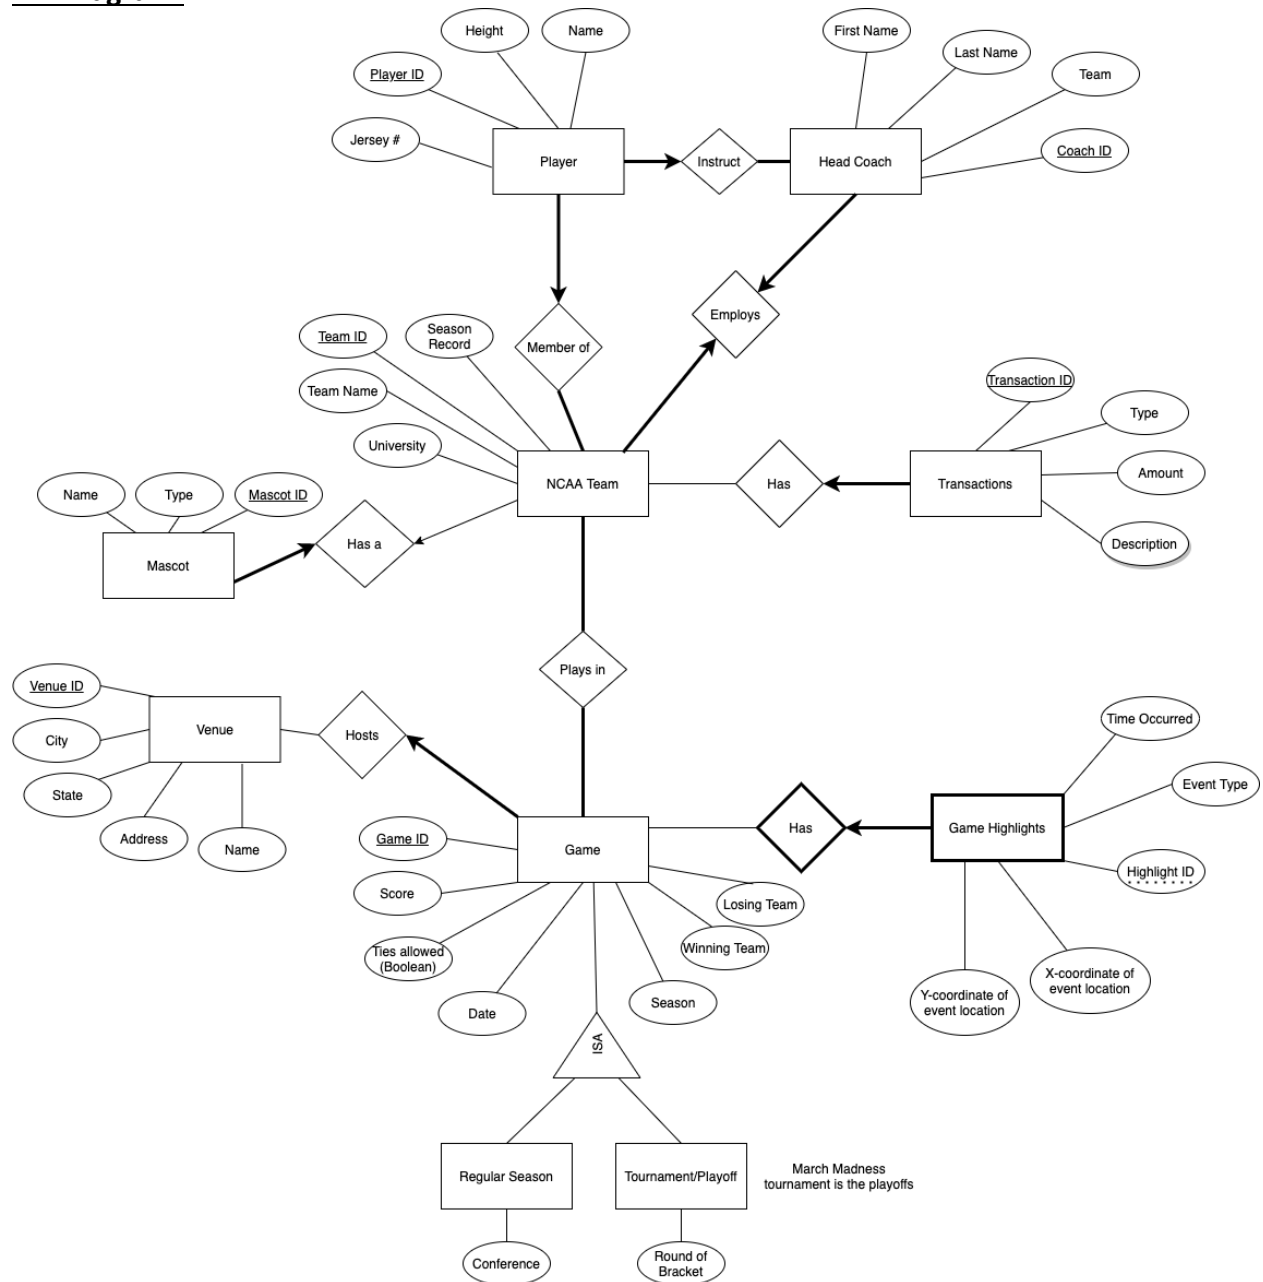 Height
Name
First Name
Last Name
Player ID
Team
Jersey #
Coach ID
Player
Instruct
Head Coach
Employs
Team ID
Season
Record
Member of
Team Name
University
Transaction ID
Type
Amount
Description
Name
Type
Mascot ID
NCAA Team
Has
Transactions
Mascot
Has a
Plays in
Venue ID
City
State
Address
Name
Venue
Hosts
Time Occurred
Event Type
Game ID
Score
Ties allowed
(Boolean)
Date
Game
Has
Game Highlights
Highlight ID
Losing Team
Winning Team
Season
X-coordinate of
event location
Y-coordinate of
event location
ISA
Regular Season
Tournament/Playoff
March Madness
tournament is the playoffs
Conference
Round of
Bracket